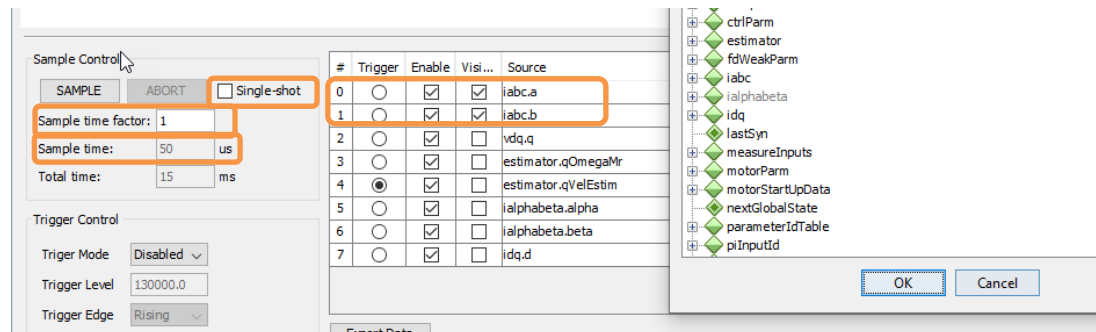 Sample Control
SAMPLE ABORT Single-shot
Sample time factor: 1
Sample time: 50 us
Total time: 15 ms
Trigger Control
Triger Mode Disabled
Trigger Level 130000.0
Trigger Edge Rising
# Trigger Enable Visi... Source
0 iabc.a
1 iabc.b
2 vdq.q
3 estimator.qOmegaMr
4 estimator.qVelEstim
5 ialphabeta.alpha
6 ialphabeta.beta
7 idq.d
ctrlParm
estimator
fdWeakParm
iabc
ialphabeta
idq
lastSyn
measureInputs
motorParm
motorStartUpData
nextGlobalState
parameterIdTable
piInputId
OK Cancel